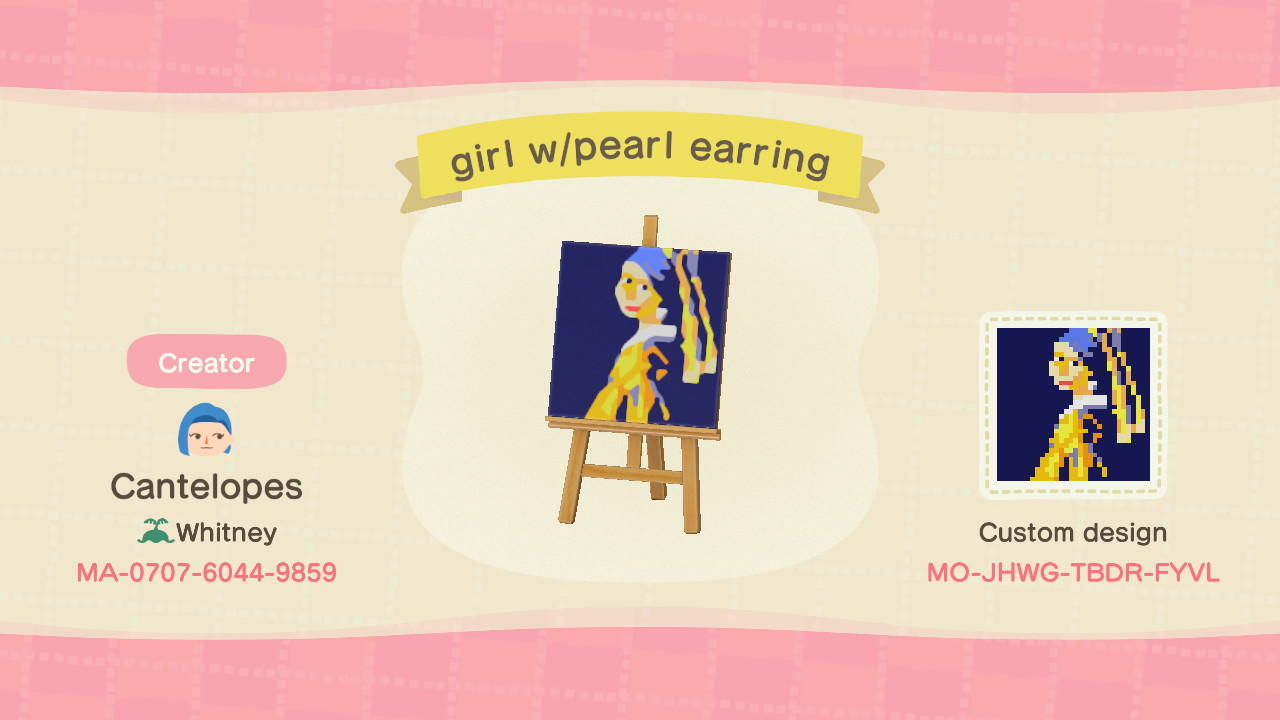 girl w/pearl earring
Creator
Cantelopes
Whitney
MA-0707-6044-9859
Custom design
MO-JHWG-TBDR-FYVL